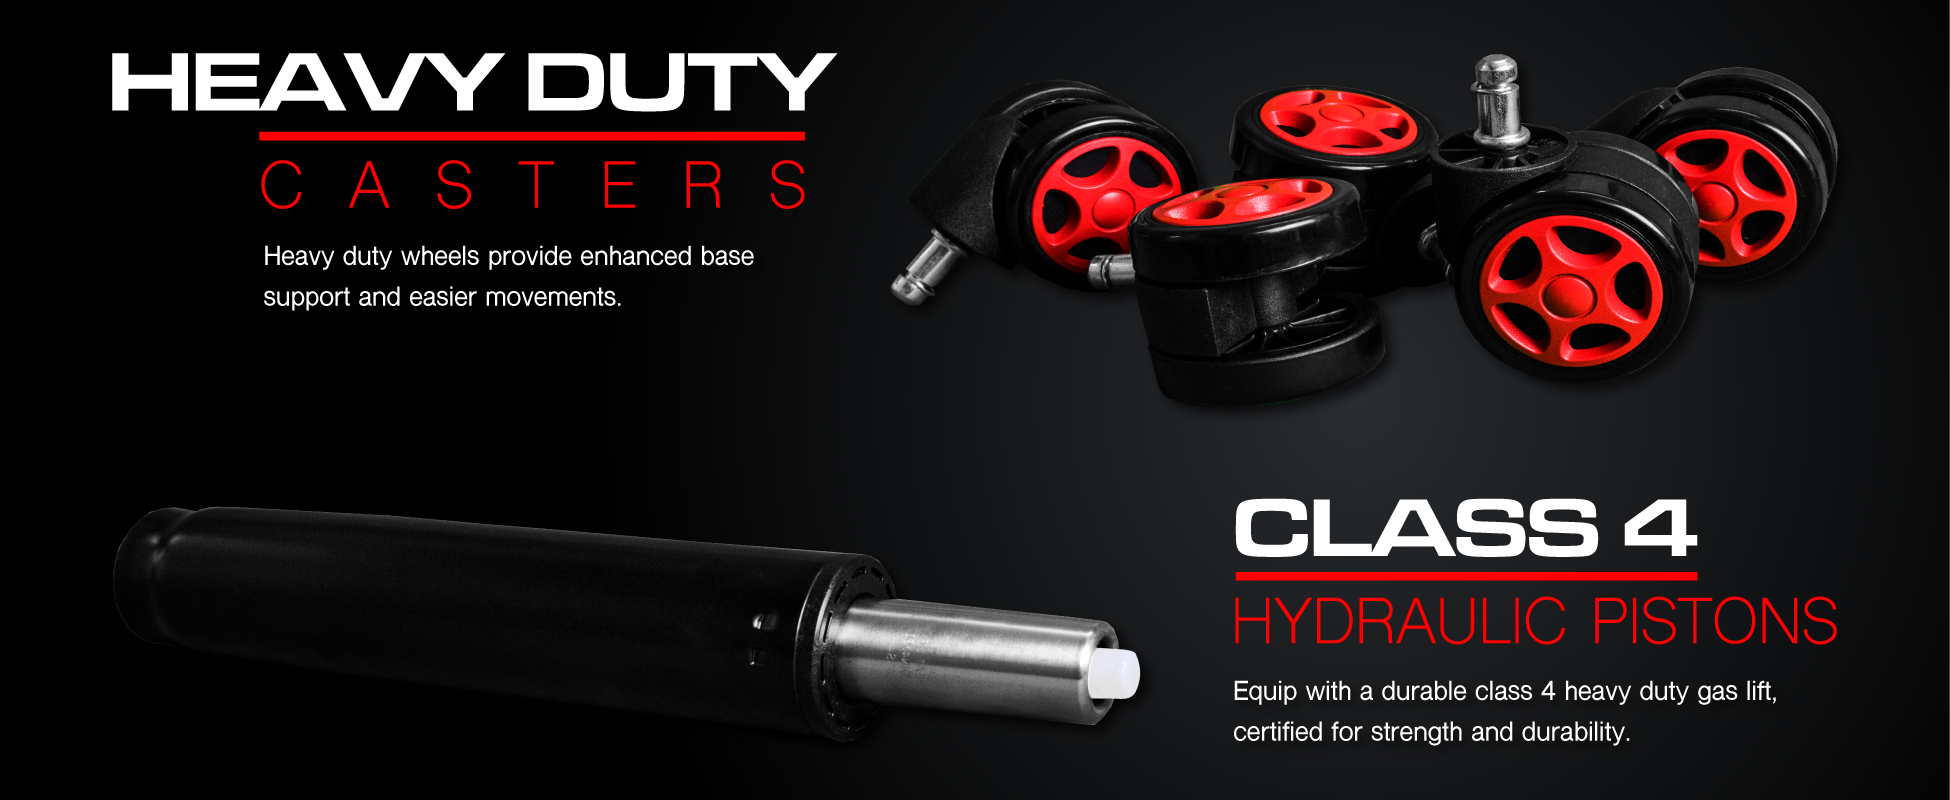 HEAVY DUTY
CASTERS
Heavy duty wheels provide enhanced base
support and easier movements.
CLASS 4
HYDRAULIC PISTONS
Equip with a durable class 4 heavy duty gas lift,
certified for strength and durability.